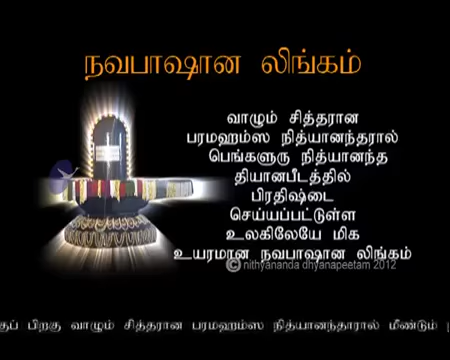 நவபாஷான லிங்கம்
வாழும் சித்தரான
பரமஹம்ஸ நித்யானந்தரால்
பெங்களுரு நித்யானந்த
தியானபீடத்தில்
பிரதிஷ்டை
செய்யப்பட்டுள்ள
உலகிலேயே மிக
உயரமான நவபாஷான லிங்கம்
© nithyananda dhyanapeetam 2012
குப் பிறகு வாழும் சித்தரான பரமஹம்ஸ நித்யானந்தாரால் மீண்டும்